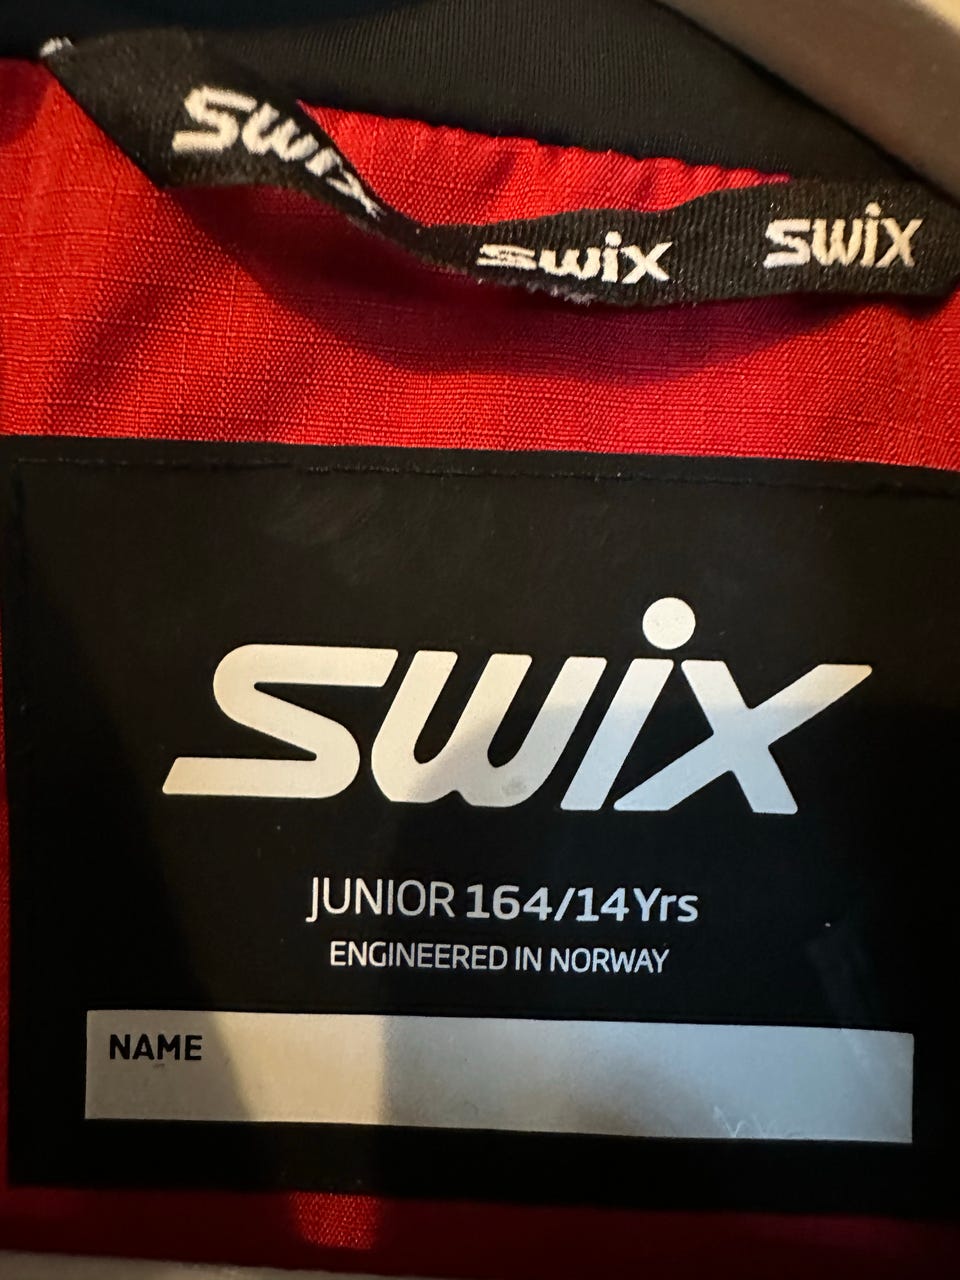 swix
swix
swix
swix
JUNIOR 164/14Yrs
ENGINEERED IN NORWAY
NAME